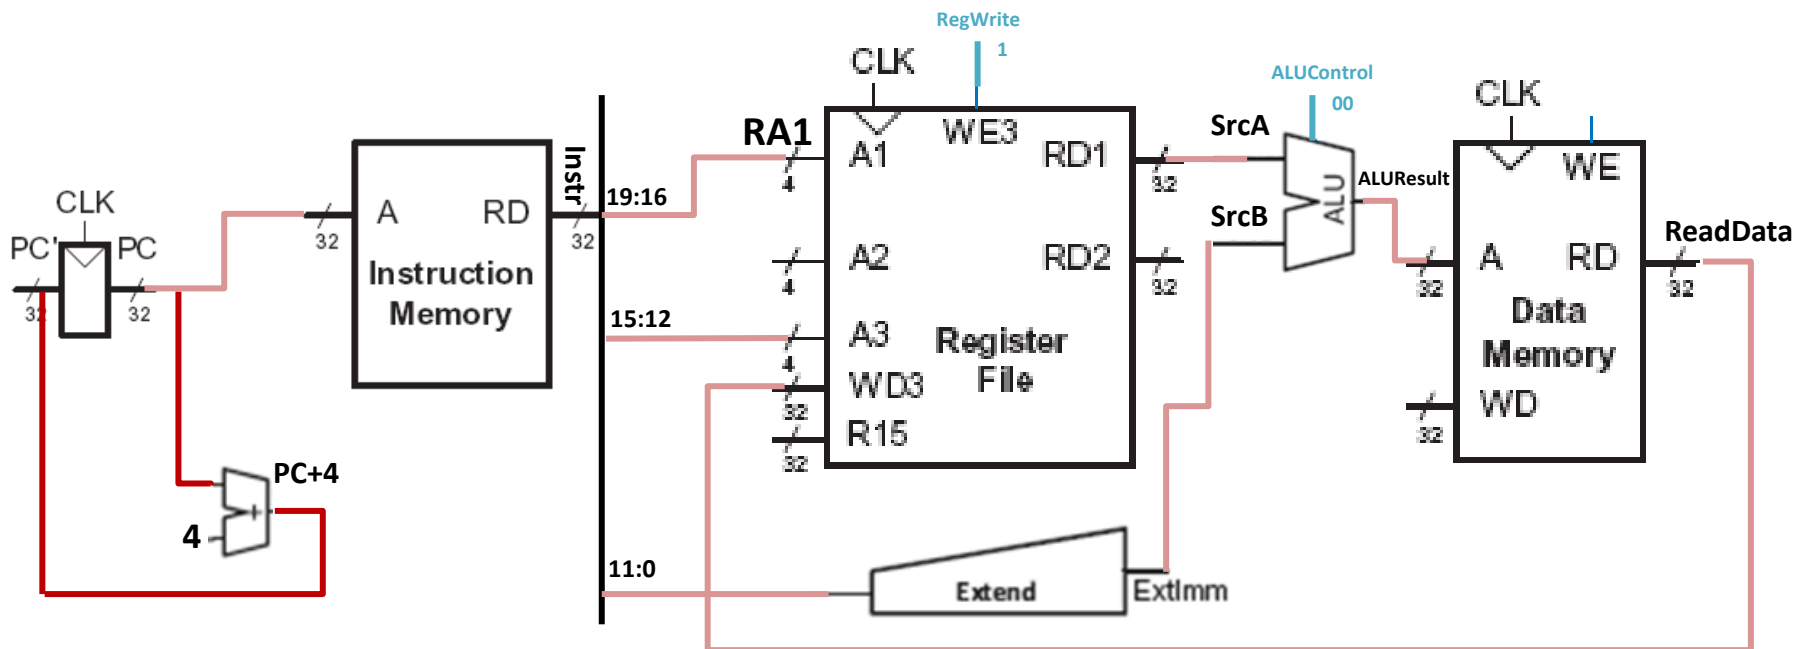 RegWrite
1
CLK
ALUControl
00
CLK
RA1
A1
WE3
RD1
SrcA
WE
4
32
Instr
19:16
ALU
ALUResult
CLK
A
RD
SrcB
32
32
PC'
PC
A2
RD2
A
RD
ReadData
32
32
4
32
32
32
Instruction
Memory
15:12
A3
4
Register
File
Data
Memory
WD3
32
WD
32
R15
32
PC+4
+
4
11:0
Extend
ExtImm